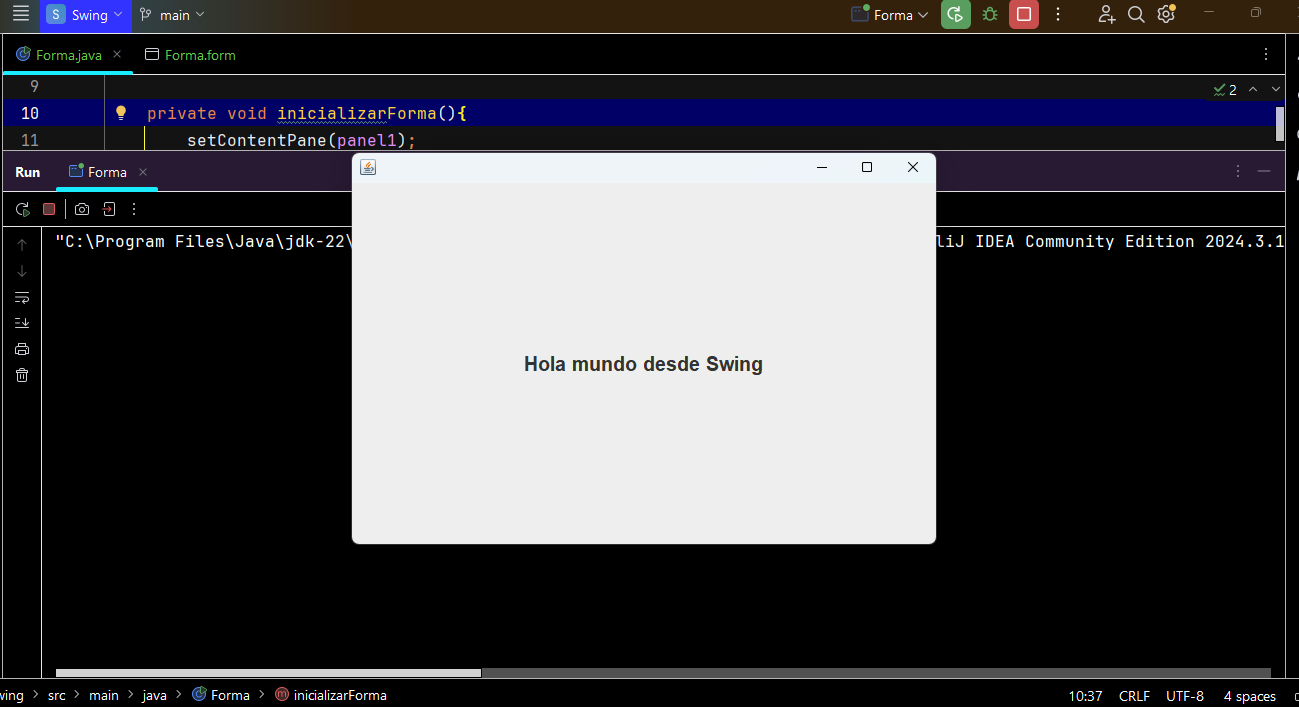 S Swing main Forma
Forma.java Forma.form
9
2
10 private void inicializarForma(){
11 setContentPane(panel1);
Run Forma
"C:\Program Files\Java\jdk-22\
liJ IDEA Community Edition 2024.3.1
Hola mundo desde Swing
wing > src > main > java > Forma > m inicializarForma
10:37 CRLF UTF-8 4 spaces